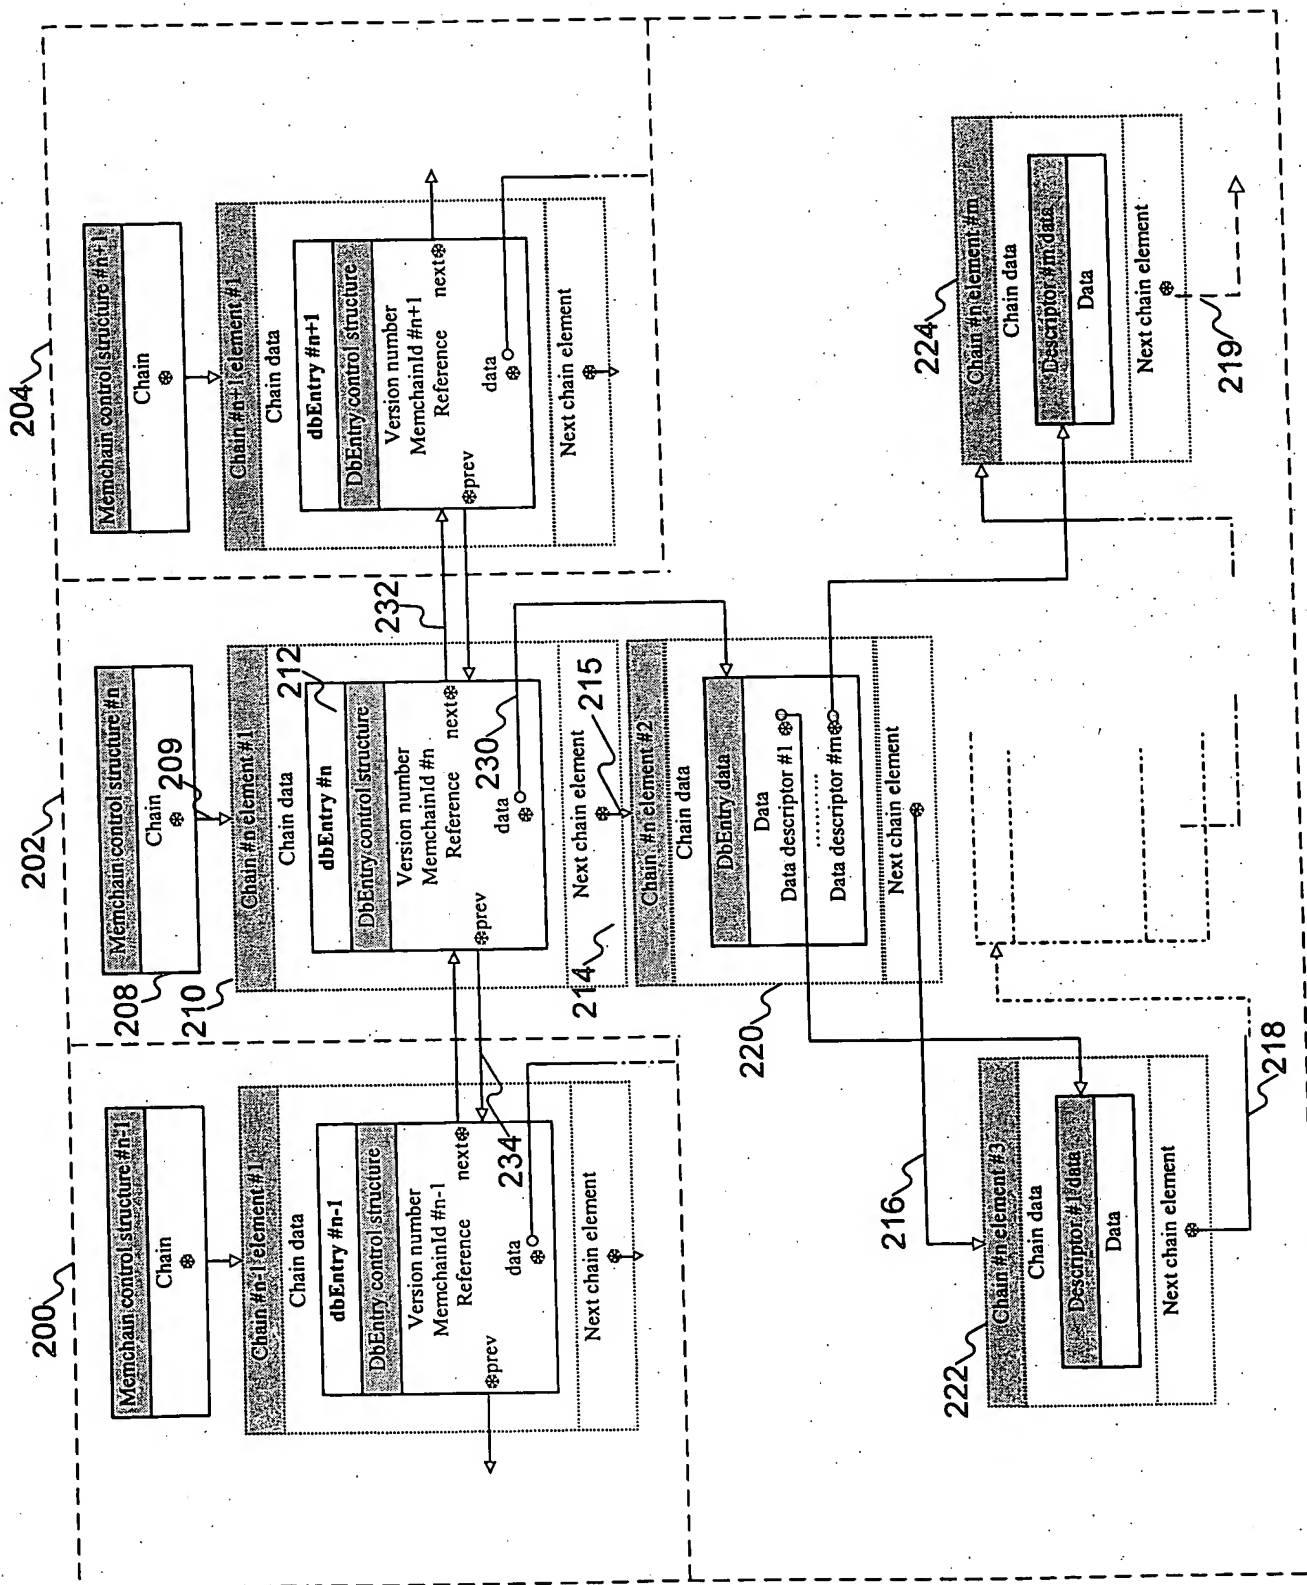 200
202
204
Memchain control structure #n-1
Chain
Chain #n-1 element #1
Chain data
dbEntry #n-1
DbEntry control structure
Version number
MemchainId #n-1
Reference
prev
next
data
Next chain element
234
Memchain control structure #n
Chain
208
209
210
Chain #n element #1
Chain data
212
dbEntry #n
DbEntry control structure
Version number
MemchainId #n
Reference
prev
next
data
230
232
Next chain element
214
215
Memchain control structure #n+1
Chain
Chain #n+1 element #1
Chain data
dbEntry #n+1
DbEntry control structure
Version number
MemchainId #n+1
Reference
prev
next
data
Next chain element
Chain #n element #2
Chain data
DbEntry data
Data
Data descriptor #1
........
Data descriptor #m
Next chain element
220
216
222
Chain #n element #3
Chain data
Descriptor #1 data
Data
Next chain element
218
224
Chain #n element #m
Chain data
Descriptor #m data
Data
Next chain element
219